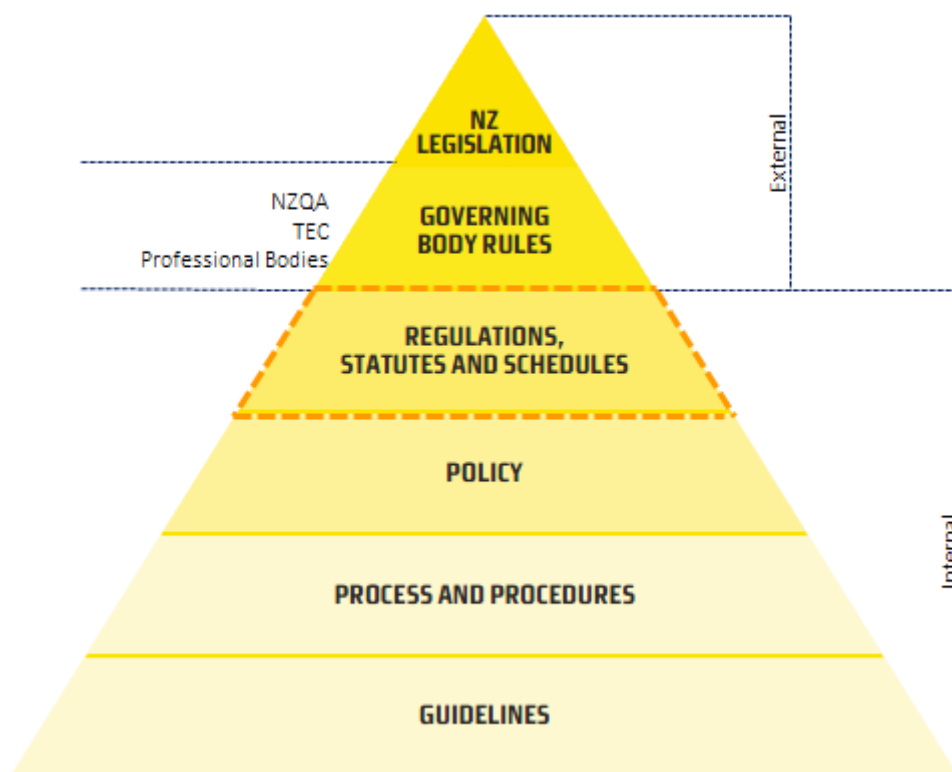 NZ
LEGISLATION
External
NZQA
TEC
Professional Bodies
GOVERNING
BODY RULES
REGULATIONS,
STATUTES AND SCHEDULES
POLICY
Internal
PROCESS AND PROCEDURES
GUIDELINES